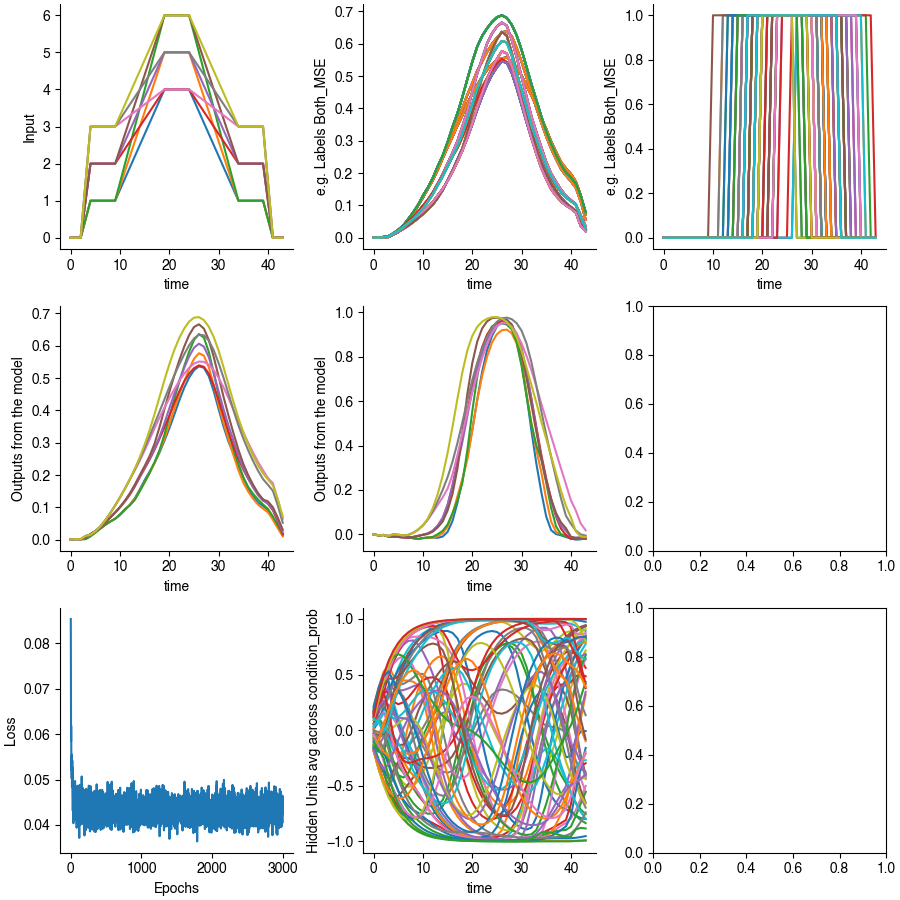 6
5
4
3
2
1
0
Input
0 10 20 30 40
time
0.7
0.6
0.5
0.4
0.3
0.2
0.1
0.0
e.g. Labels Both_MSE
0 10 20 30 40
time
1.0
0.8
0.6
0.4
0.2
0.0
e.g. Labels Both_MSE
0 20 40
time
0.7
0.6
0.5
0.4
0.3
0.2
0.1
0.0
Outputs from the model
0 10 20 30 40
time
1.0
0.8
0.6
0.4
0.2
0.0
Outputs from the model
0 10 20 30 40
time
1.0
0.8
0.6
0.4
0.2
0.0
0.0 0.2 0.4 0.6 0.8 1.0
0.08
0.07
0.06
0.05
0.04
Loss
0 1000 2000 3000
Epochs
1.0
0.5
0.0
−0.5
−1.0
Hidden Units avg across condition_prob
0 10 20 30 40
time
1.0
0.8
0.6
0.4
0.2
0.0
0.0 0.2 0.4 0.6 0.8 1.0